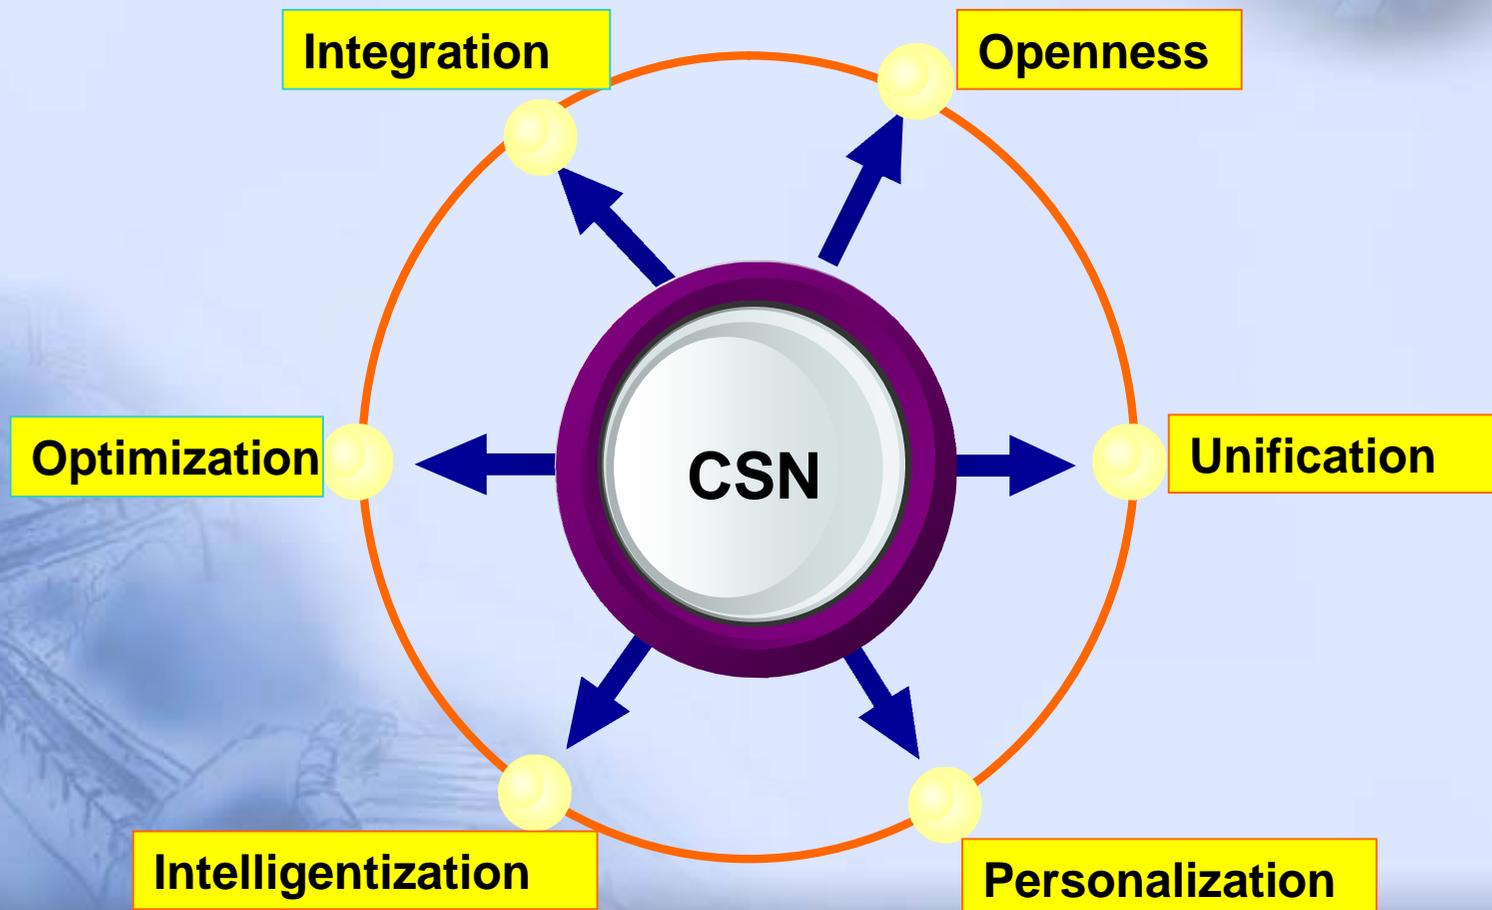 Integration
Openness
Optimization
CSN
Unification
Intelligentization
Personalization